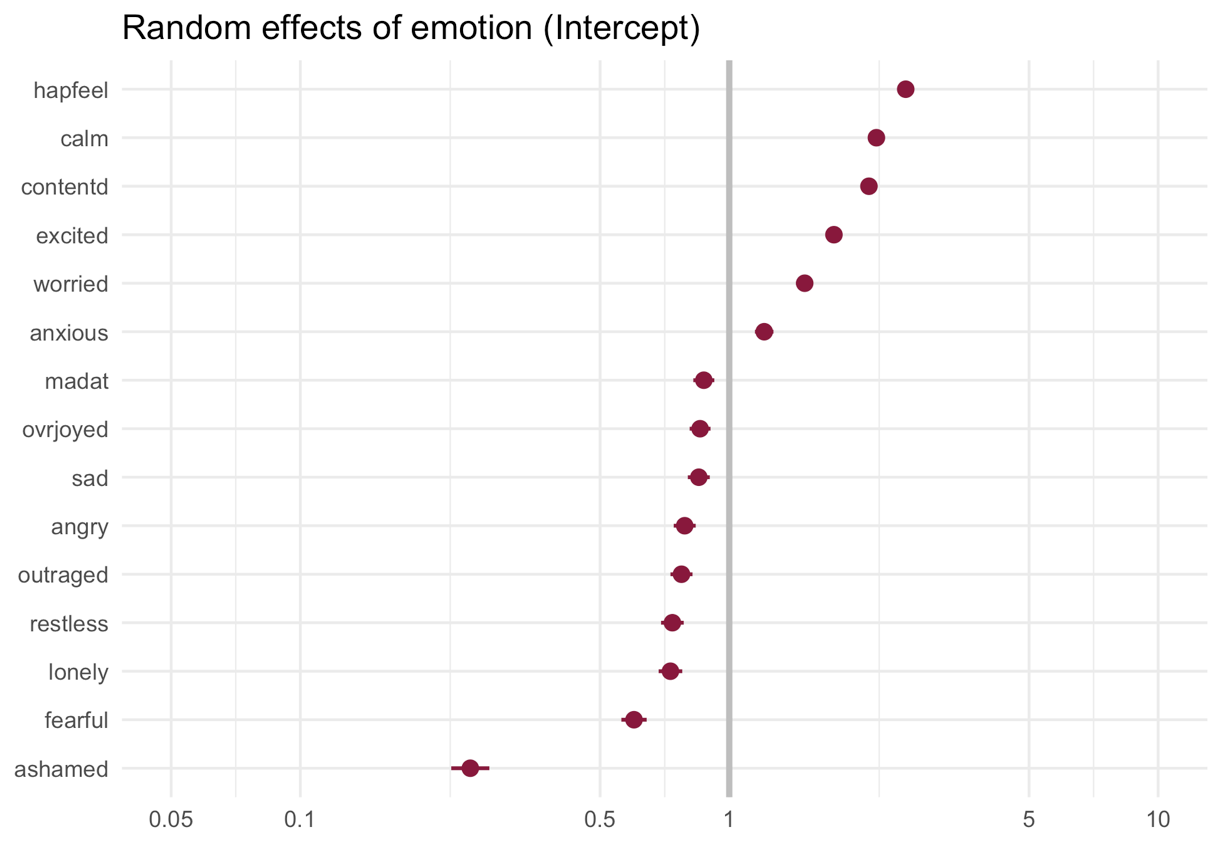 Random effects of emotion (Intercept)
hapfeel
calm
contentd
excited
worried
anxious
madat
ovrjoyed
sad
angry
outraged
restless
lonely
fearful
ashamed
0.05 0.1 0.5 1 5 10